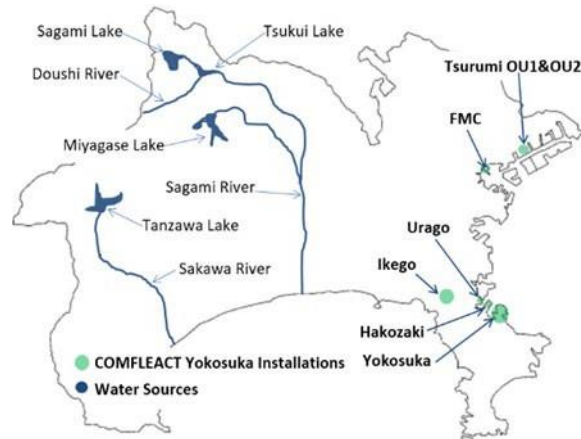 Sagami Lake
Tsukui Lake
Doushi River
Tsurumi OU1&OU2
FMC
Miyagase Lake
Sagami River
Urago
Tanzawa Lake
Ikego
Sakawa River
Hakozaki
Yokosuka
COMFLEACT Yokosuka Installations
Water Sources